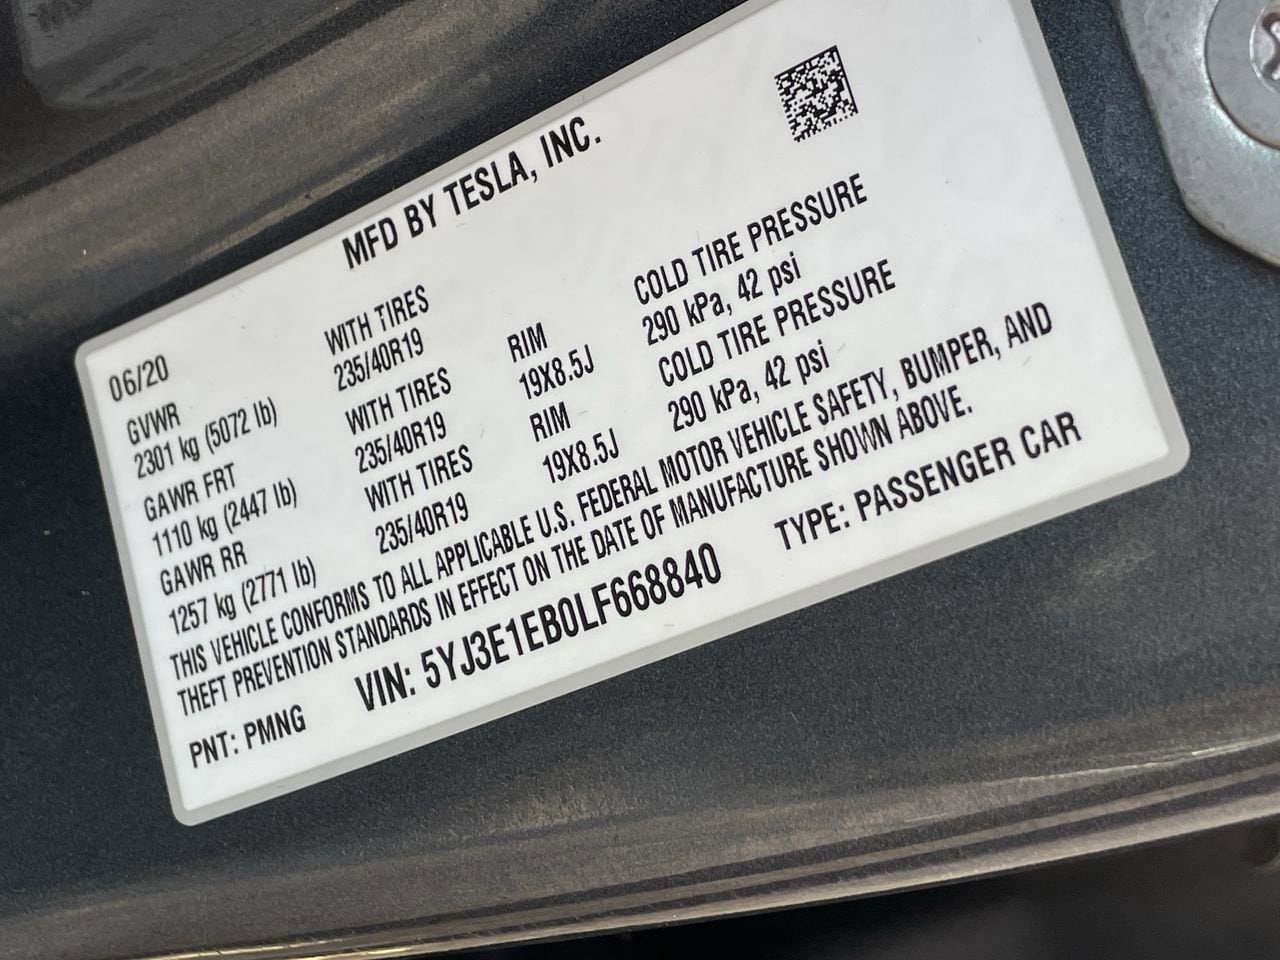 MFD BY TESLA, INC.
06/20
GVWR WITH TIRES RIM COLD TIRE PRESSURE
2301 kg (5072 lb) 235/40R19 19X8.5J 290 kPa, 42 psi
GAWR FRT WITH TIRES RIM COLD TIRE PRESSURE
1110 kg (2447 lb) 235/40R19 19X8.5J 290 kPa, 42 psi
GAWR RR WITH TIRES
1257 kg (2771 lb) 235/40R19
THIS VEHICLE CONFORMS TO ALL APPLICABLE U.S. FEDERAL MOTOR VEHICLE SAFETY, BUMPER, AND
THEFT PREVENTION STANDARDS IN EFFECT ON THE DATE OF MANUFACTURE SHOWN ABOVE.
PNT: PMNG VIN: 5YJ3E1EB0LF668840 TYPE: PASSENGER CAR